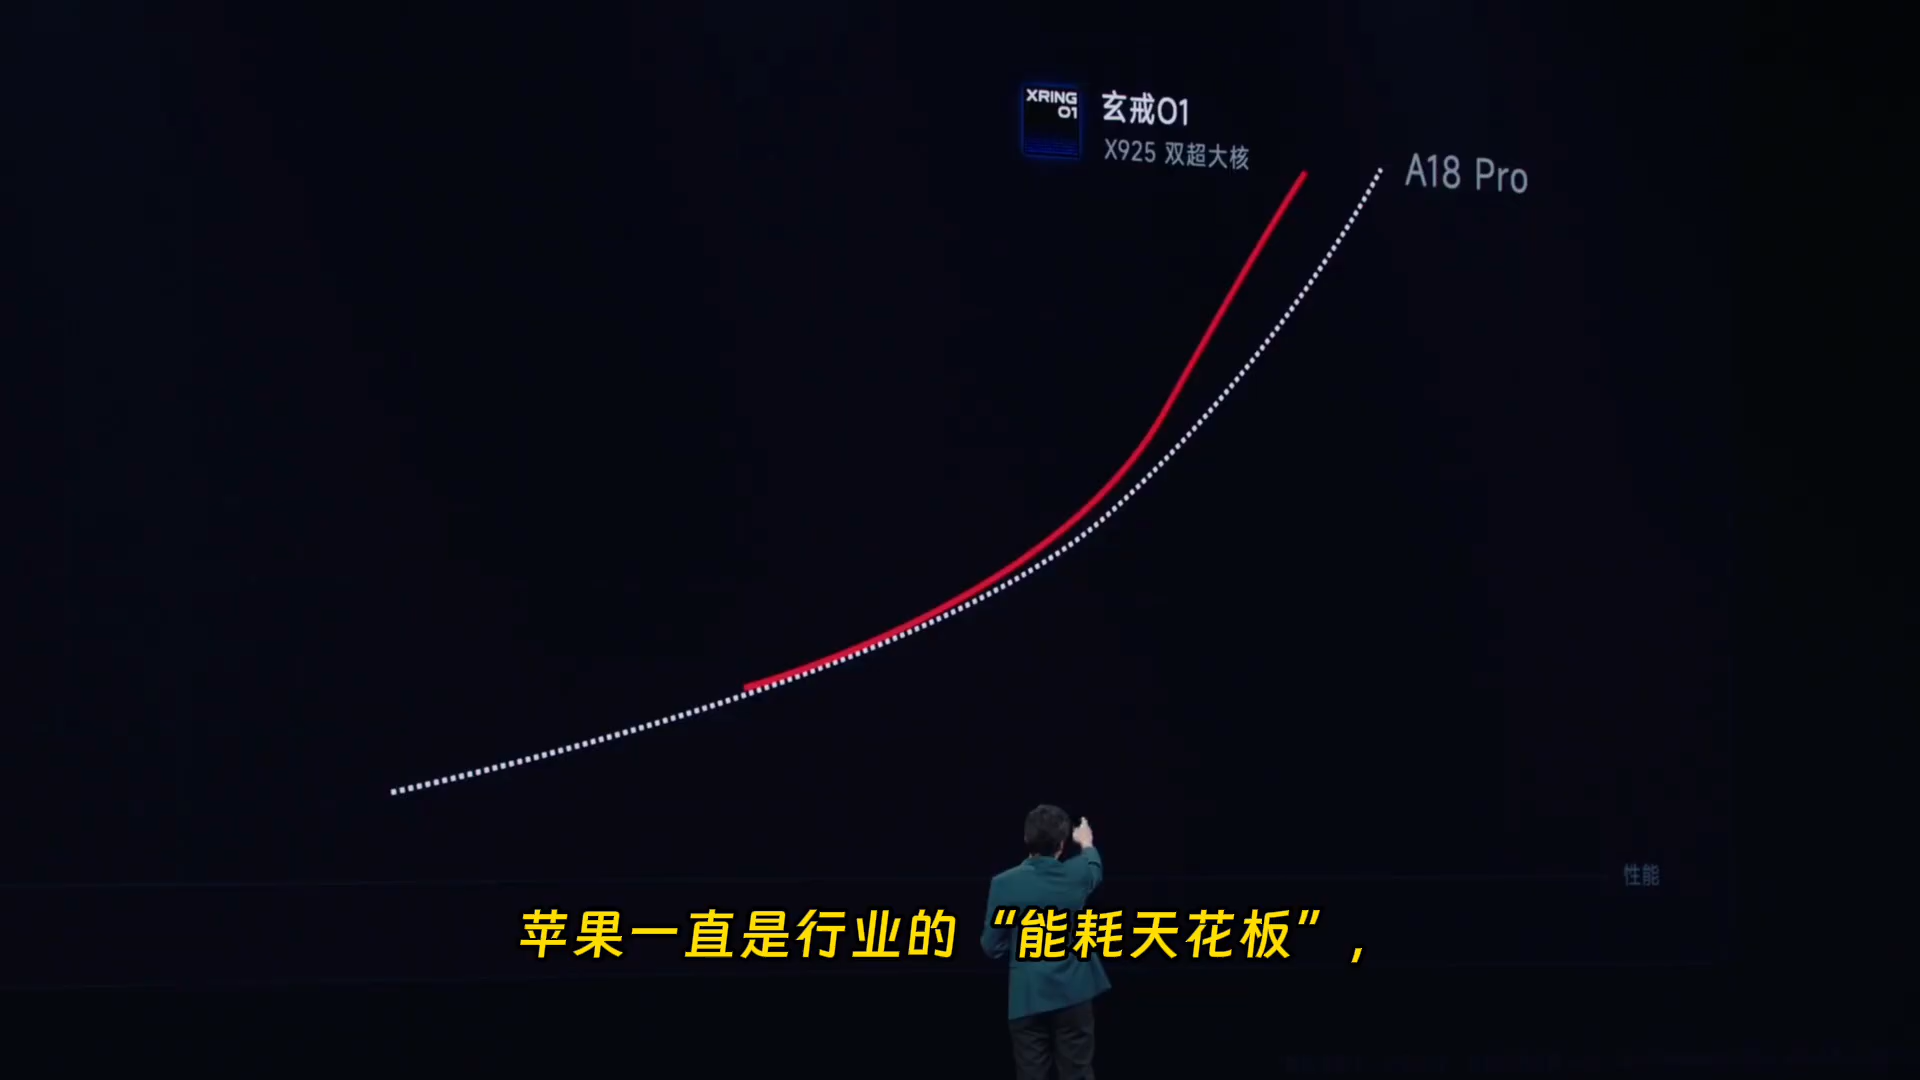 XRING
O1
玄戒O1
X925 双超大核
A18 Pro
性能
苹果一直是行业的“能耗天花板”，